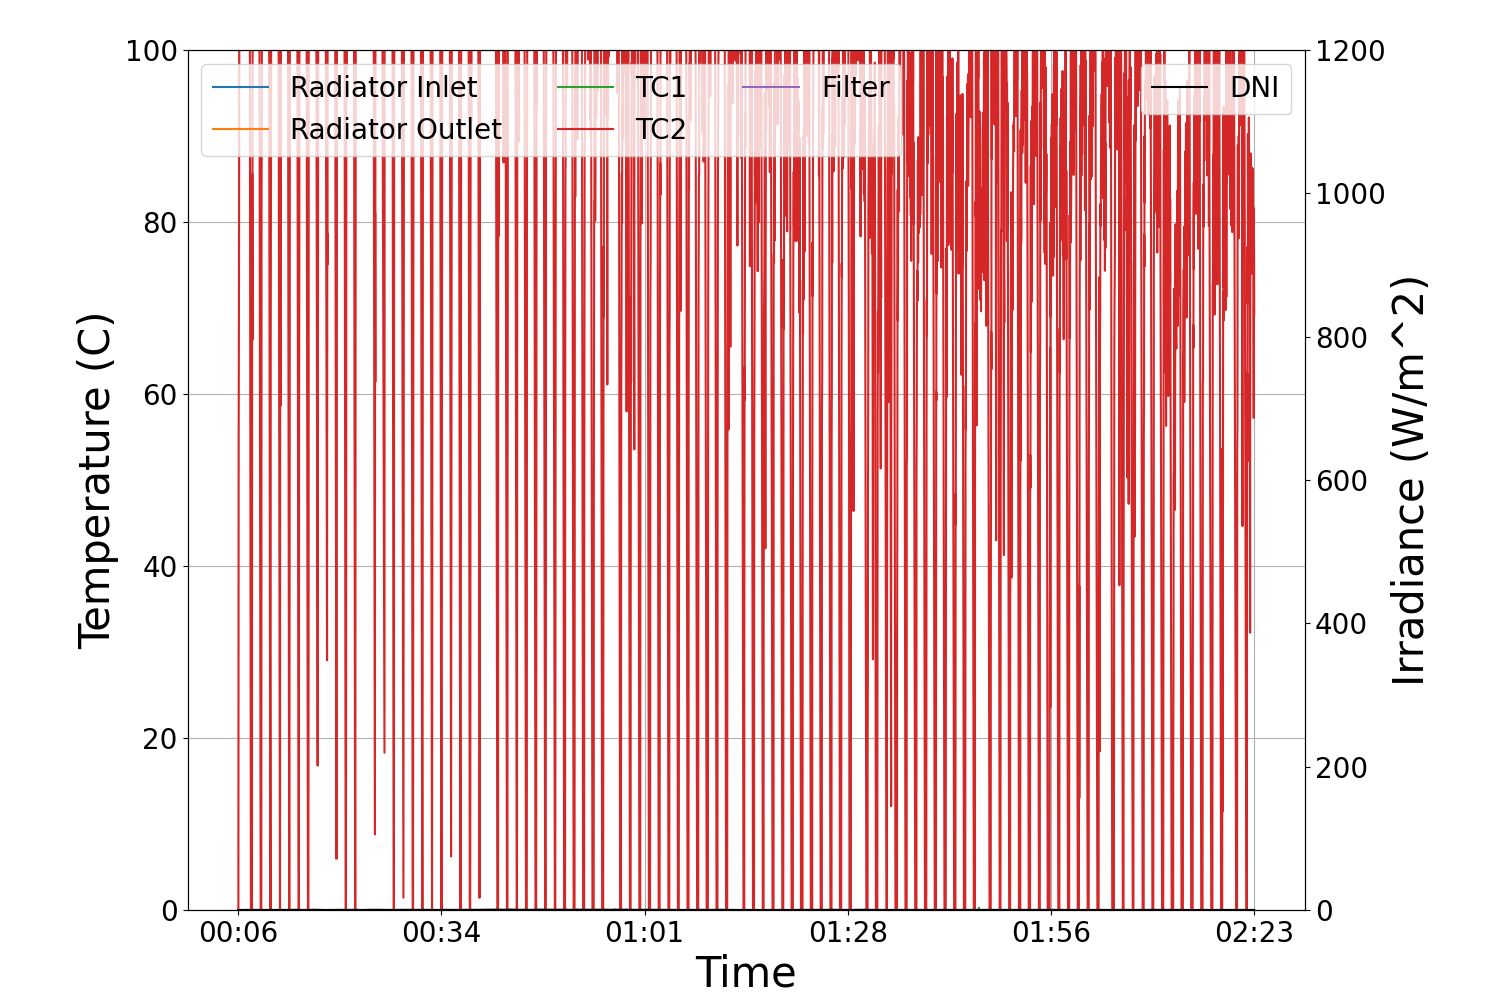 100
80
60
40
20
0
Temperature (C)
Radiator Inlet
Radiator Outlet
TC1
TC2
Filter
DNI
1200
1000
800
600
400
200
0
Irradiance (W/m^2)
00:06 00:34 01:01 01:28 01:56 02:23
Time